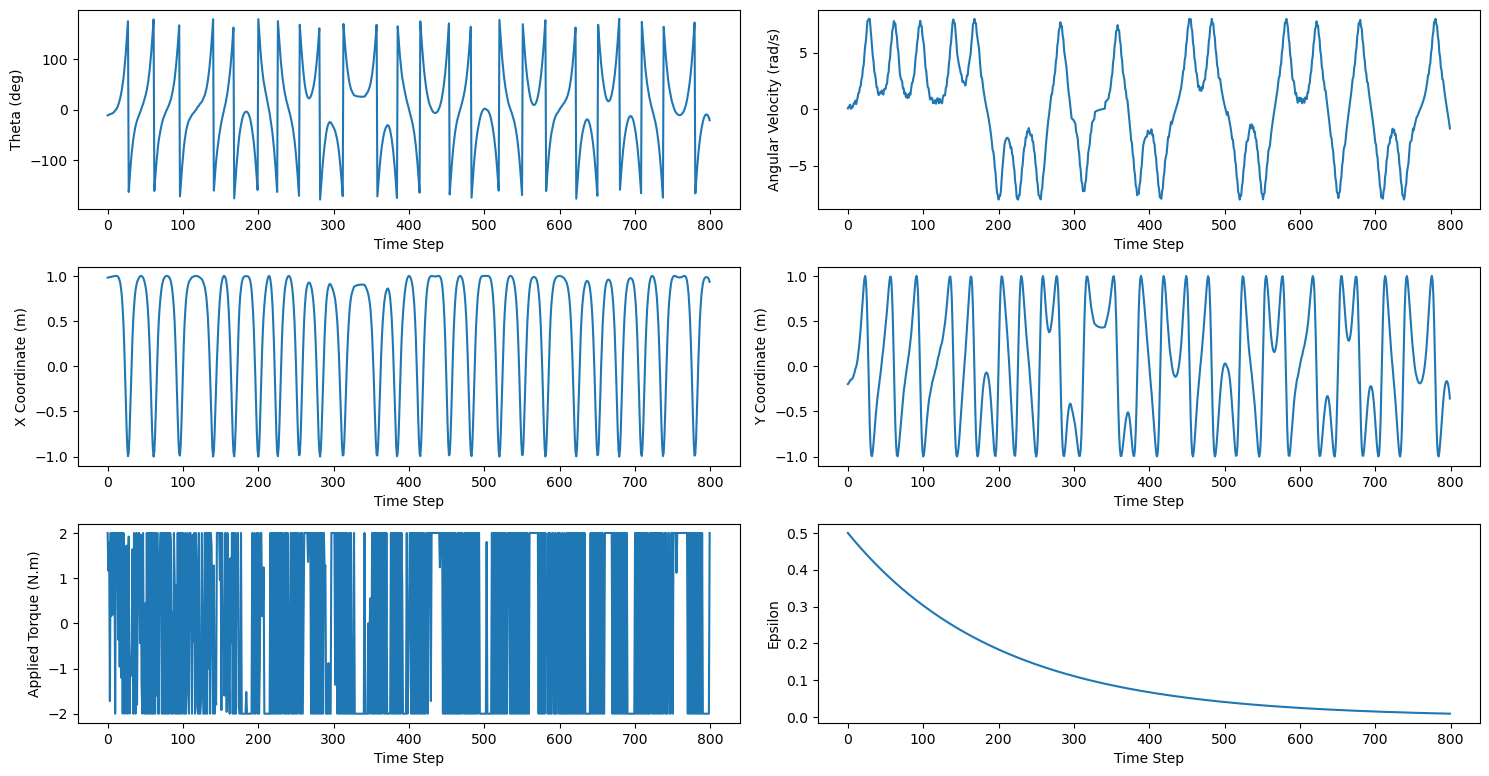 Theta (deg)
100
0
−100
0 100 200 300 400 500 600 700 800
Time Step
Angular Velocity (rad/s)
5
0
−5
0 100 200 300 400 500 600 700 800
Time Step
X Coordinate (m)
1.0
0.5
0.0
−0.5
−1.0
0 100 200 300 400 500 600 700 800
Time Step
Y Coordinate (m)
1.0
0.5
0.0
−0.5
−1.0
0 100 200 300 400 500 600 700 800
Time Step
Applied Torque (N.m)
2
1
0
−1
−2
0 100 200 300 400 500 600 700 800
Time Step
Epsilon
0.5
0.4
0.3
0.2
0.1
0.0
0 100 200 300 400 500 600 700 800
Time Step